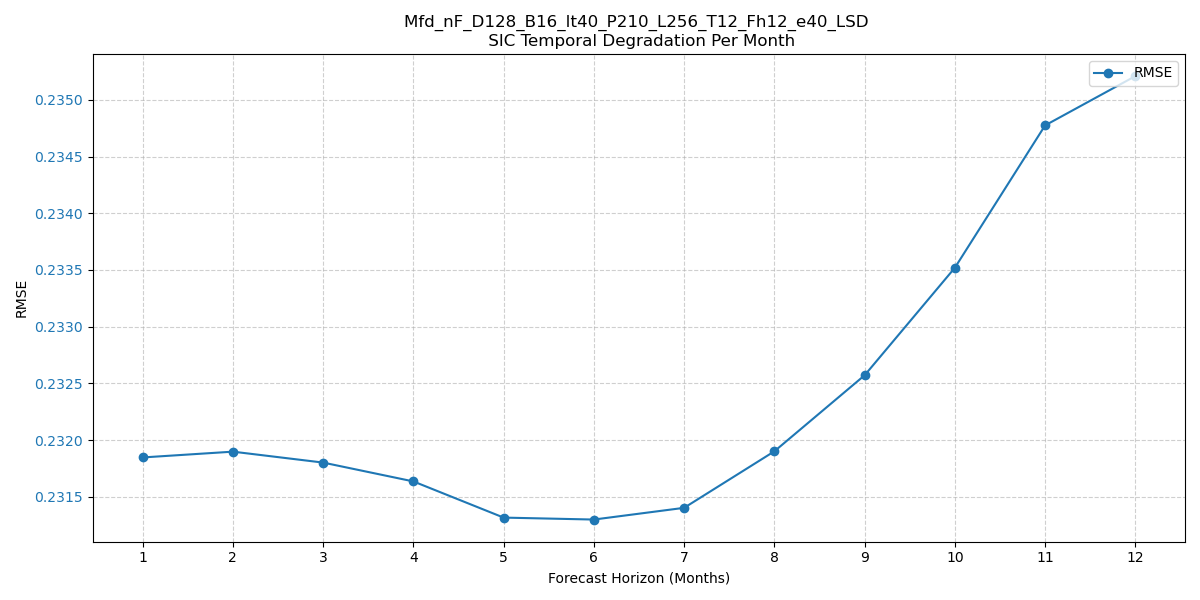 Mfd_nF_D128_B16_lt40_P210_L256_T12_Fh12_e40_LSD
SIC Temporal Degradation Per Month
RMSE
0.2350
0.2345
0.2340
0.2335
0.2330
0.2325
0.2320
0.2315
RMSE
1 2 3 4 5 6 7 8 9 10 11 12
Forecast Horizon (Months)